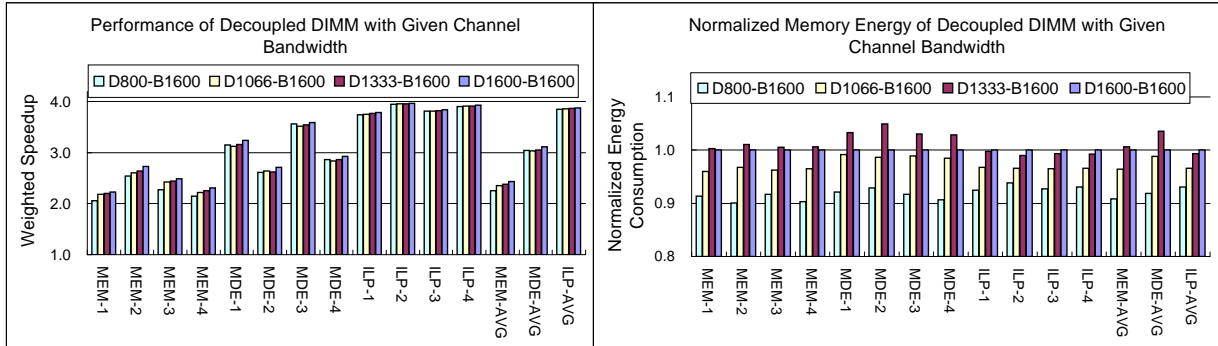 Performance of Decoupled DIMM with Given Channel
Bandwidth
D800-B1600 D1066-B1600 D1333-B1600 D1600-B1600
Weighted Speedup
4.0
3.0
2.0
1.0
MEM-1
MEM-2
MEM-3
MEM-4
MDE-1
MDE-2
MDE-3
MDE-4
ILP-1
ILP-2
ILP-3
ILP-4
MEM-AVG
MDE-AVG
ILP-AVG
Normalized Memory Energy of Decoupled DIMM with Given
Channel Bandwidth
D800-B1600 D1066-B1600 D1333-B1600 D1600-B1600
Normalized Energy
Consumption
1.1
1.0
0.9
0.8
MEM-1
MEM-2
MEM-3
MEM-4
MDE-1
MDE-2
MDE-3
MDE-4
ILP-1
ILP-2
ILP-3
ILP-4
MEM-AVG
MDE-AVG
ILP-AVG